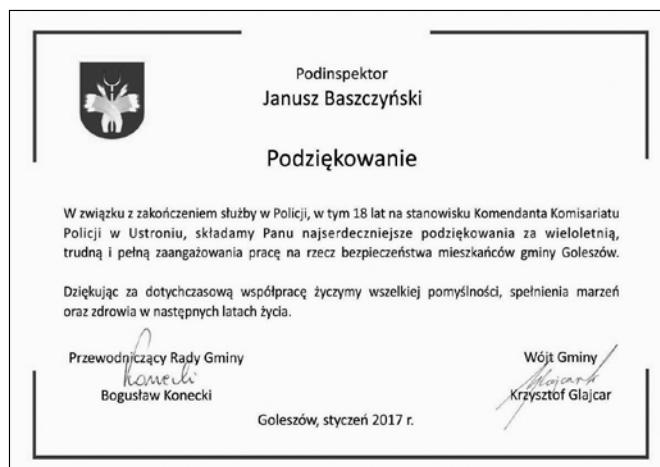 Podinspektor
Janusz Baszczyński
Podziękowanie
W związku z zakończeniem służby w Policji, w tym 18 lat na stanowisku Komendanta Komisariatu
Policji w Ustroniu, składamy Panu najserdeczniejsze podziękowania za wieloletnią,
trudną i pełną zaangażowania pracę na rzecz bezpieczeństwa mieszkańców gminy Goleszów.
Dziękując za dotychczasową współpracę życzymy wszelkiej pomyślności, spełnienia marzeń
oraz zdrowia w następnych latach życia.
Przewodniczący Rady Gminy
Konecki
Bogusław Konecki
Wójt Gminy
Glajcar
Krzysztof Glajcar
Goleszów, styczeń 2017 r.